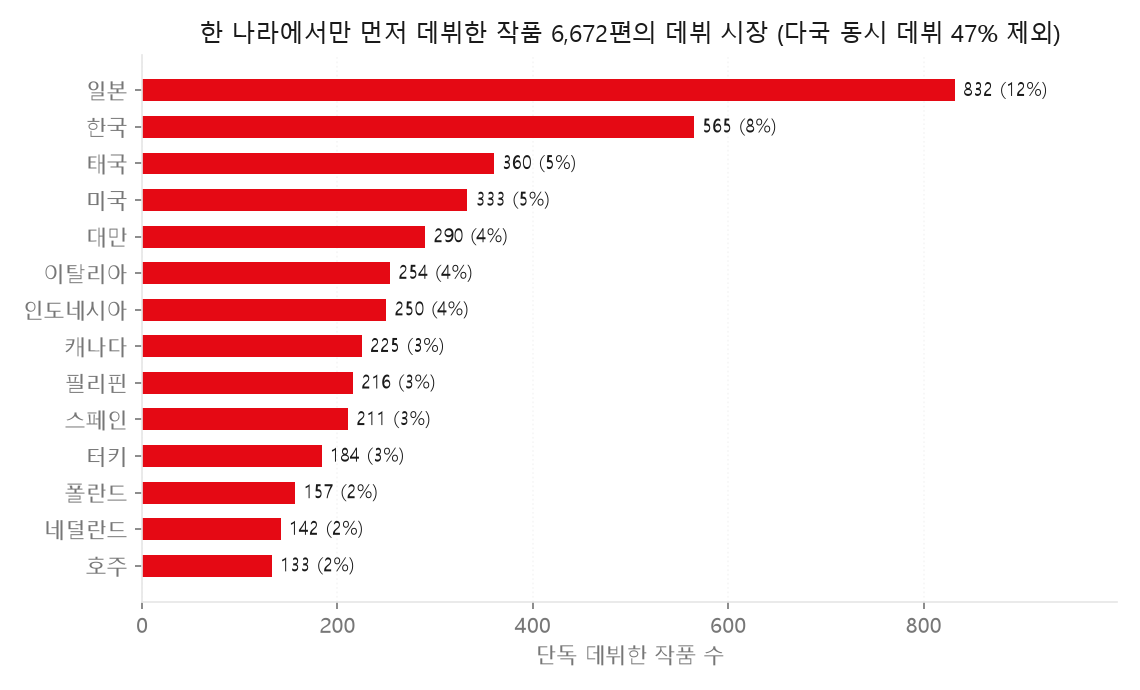 한 나라에서만 먼저 데뷔한 작품 6,672편의 데뷔 시장 (다국 동시 데뷔 47% 제외)
일본 832 (12%)
한국 565 (8%)
태국 360 (5%)
미국 333 (5%)
대만 290 (4%)
이탈리아 254 (4%)
인도네시아 250 (4%)
캐나다 225 (3%)
필리핀 216 (3%)
스페인 211 (3%)
터키 184 (3%)
폴란드 157 (2%)
네덜란드 142 (2%)
호주 133 (2%)
0 200 400 600 800
단독 데뷔한 작품 수